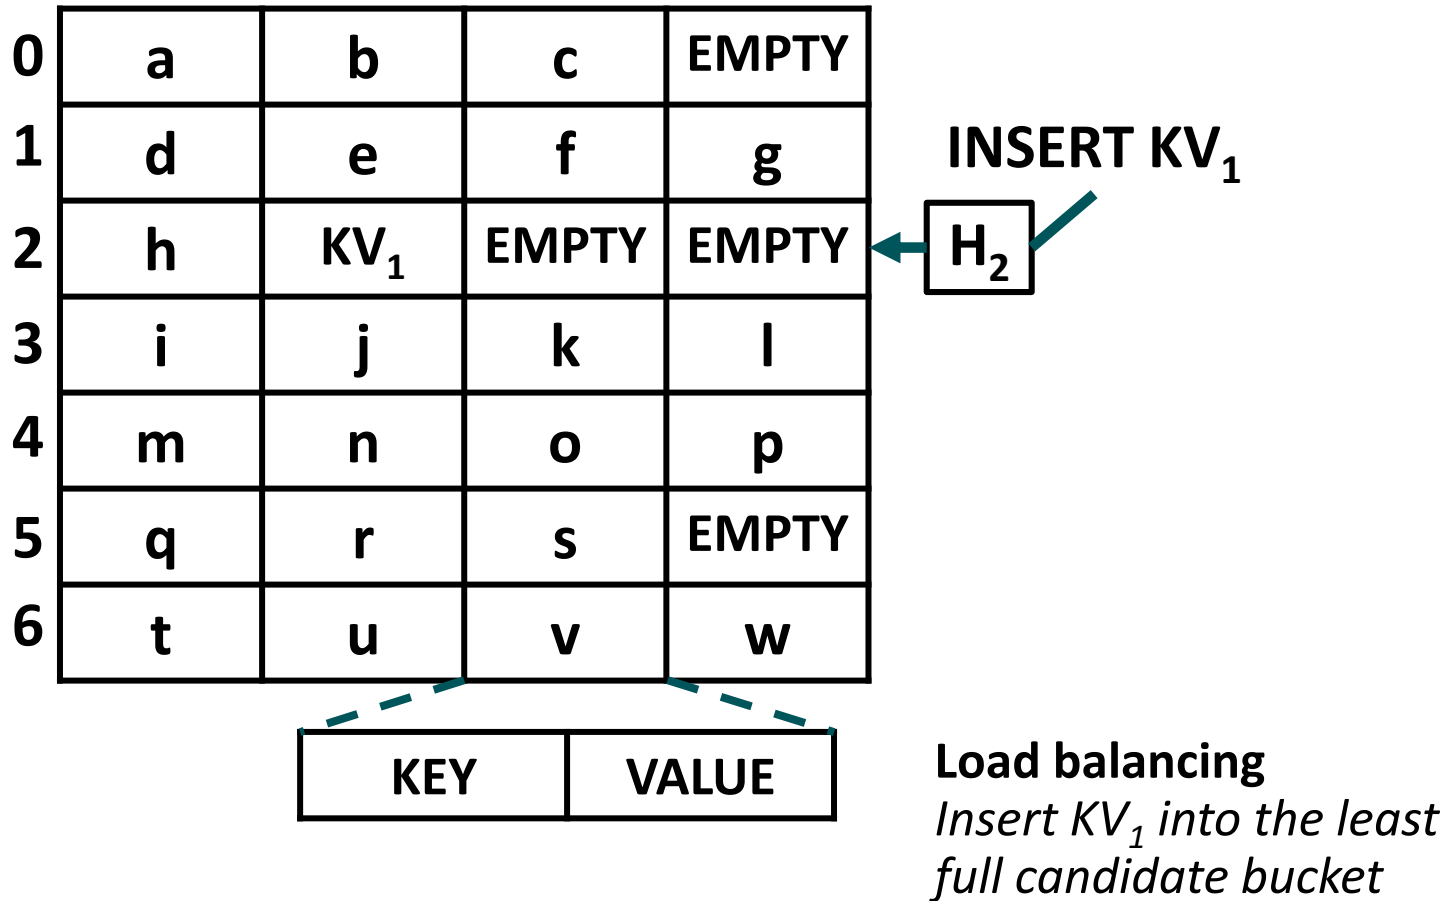 0 a b c EMPTY
1 d e f g
INSERT KV1
2 h KV1 EMPTY EMPTY
H2
3 i j k l
4 m n o p
5 q r s EMPTY
6 t u v w
KEY VALUE
Load balancing
Insert KV1 into the least
full candidate bucket